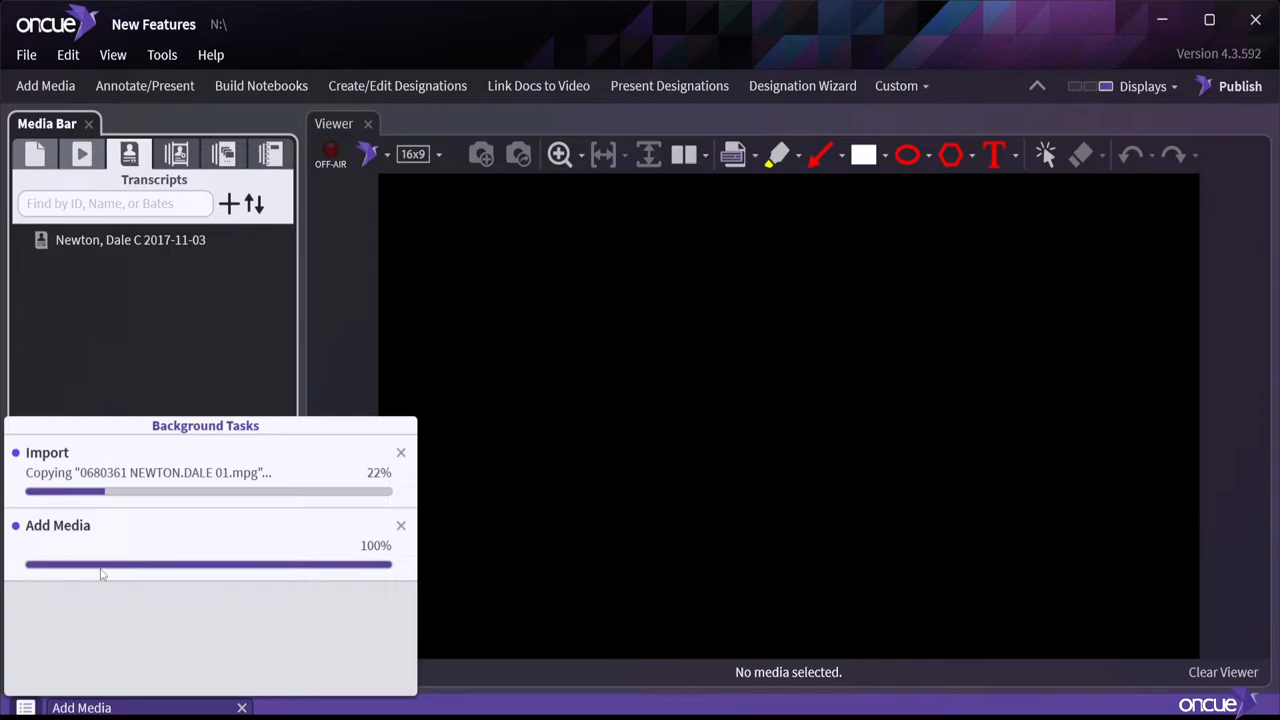 oncue New Features N:\
File Edit View Tools Help
Version 4.3.592
Add Media Annotate/Present Build Notebooks Create/Edit Designations Link Docs to Video Present Designations Designation Wizard Custom Displays Publish
Media Bar
Viewer
OFF-AIR 16x9 T
Transcripts
Find by ID, Name, or Bates
Newton, Dale C 2017-11-03
Background Tasks
Import
Copying "0680361 NEWTON.DALE 01.mpg"... 22%
Add Media
100%
No media selected. Clear Viewer
Add Media oncue